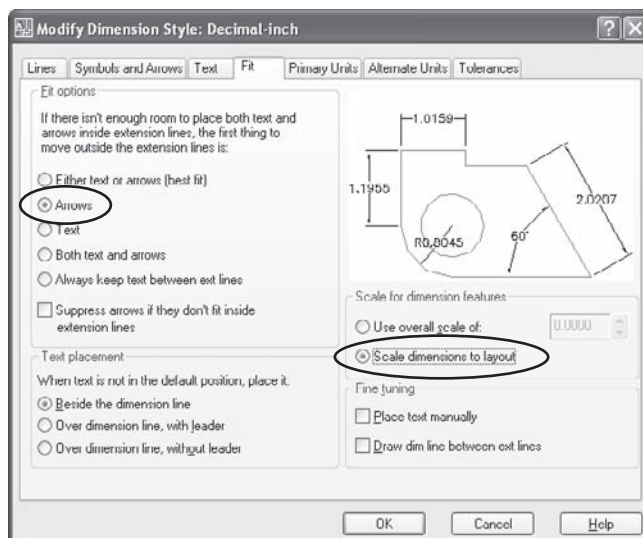 Modify Dimension Style: Decimal-inch
Lines
Symbols and Arrows
Text
Fit
Primary Units
Alternate Units
Tolerances
Fit options
If there isn't enough room to place both text and
arrows inside extension lines, the first thing to
move outside the extension lines is:
Either text or arrows (best fit)
Arrows
Text
Both text and arrows
Always keep text between ext lines
Suppress arrows if they don't fit inside
extension lines
Text placement
When text is not in the default position, place it:
Beside the dimension line
Over dimension line, with leader
Over dimension line, without leader
1.0159
1.1955
2.0207
R0.8045
60°
Scale for dimension features
Use overall scale of:
0.0000
Scale dimensions to layout
Fine tuning
Place text manually
Draw dim line between ext lines
OK
Cancel
Help